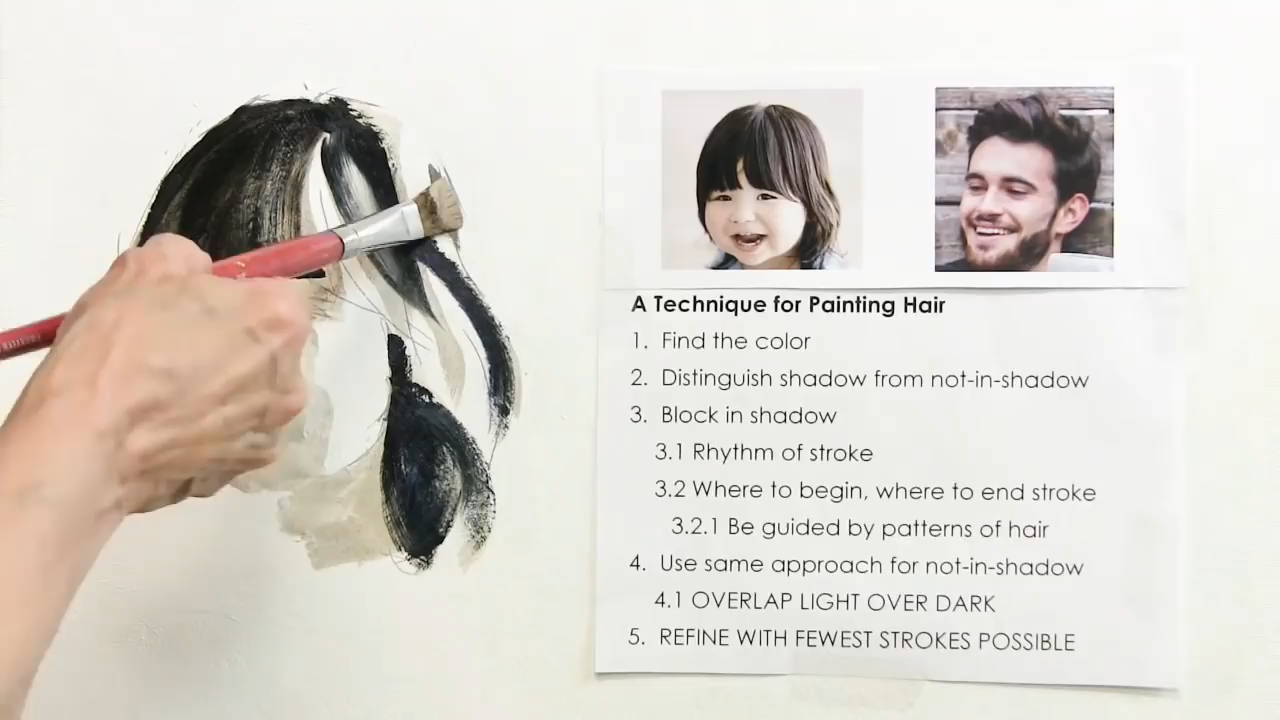 A Technique for Painting Hair
1. Find the color
2. Distinguish shadow from not-in-shadow
3. Block in shadow
3.1 Rhythm of stroke
3.2 Where to begin, where to end stroke
3.2.1 Be guided by patterns of hair
4. Use same approach for not-in-shadow
4.1 OVERLAP LIGHT OVER DARK
5. REFINE WITH FEWEST STROKES POSSIBLE